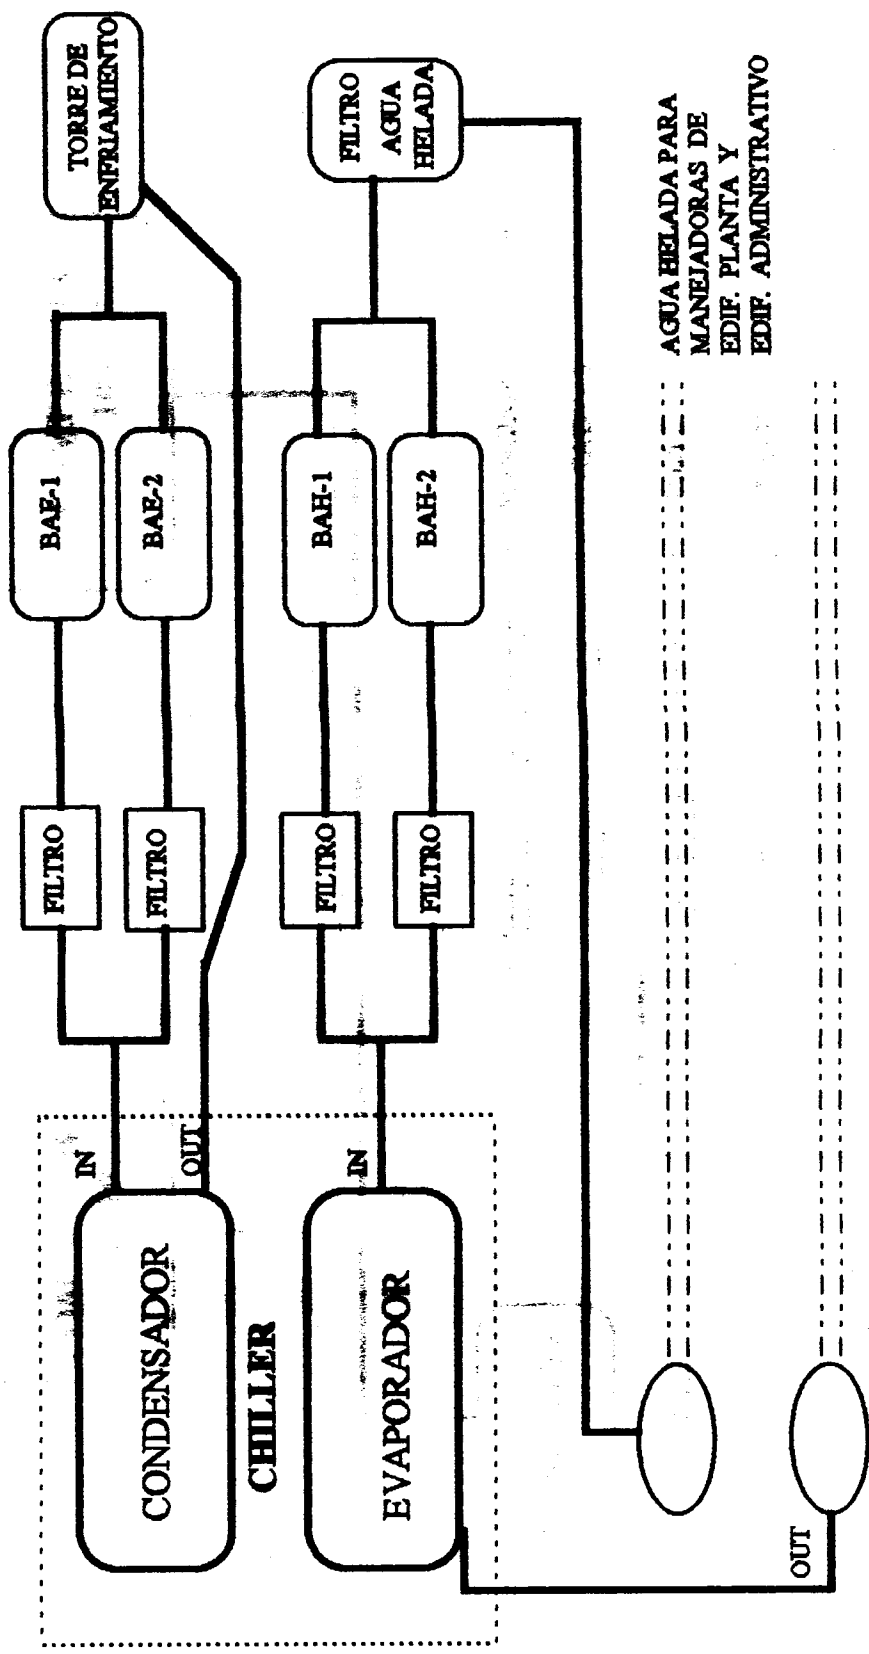 TORRE DE
ENFRIAMIENTO
BAE-1
BAE-2
FILTRO
FILTRO
IN
OUT
CONDENSADOR
CHILLER
FILTRO
AGUA
HELADA
BAH-1
BAH-2
FILTRO
FILTRO
IN
EVAPORADOR
OUT
AGUA HELADA PARA
MANEJADORAS DE
EDIF. PLANTA Y
EDIF. ADMINISTRATIVO